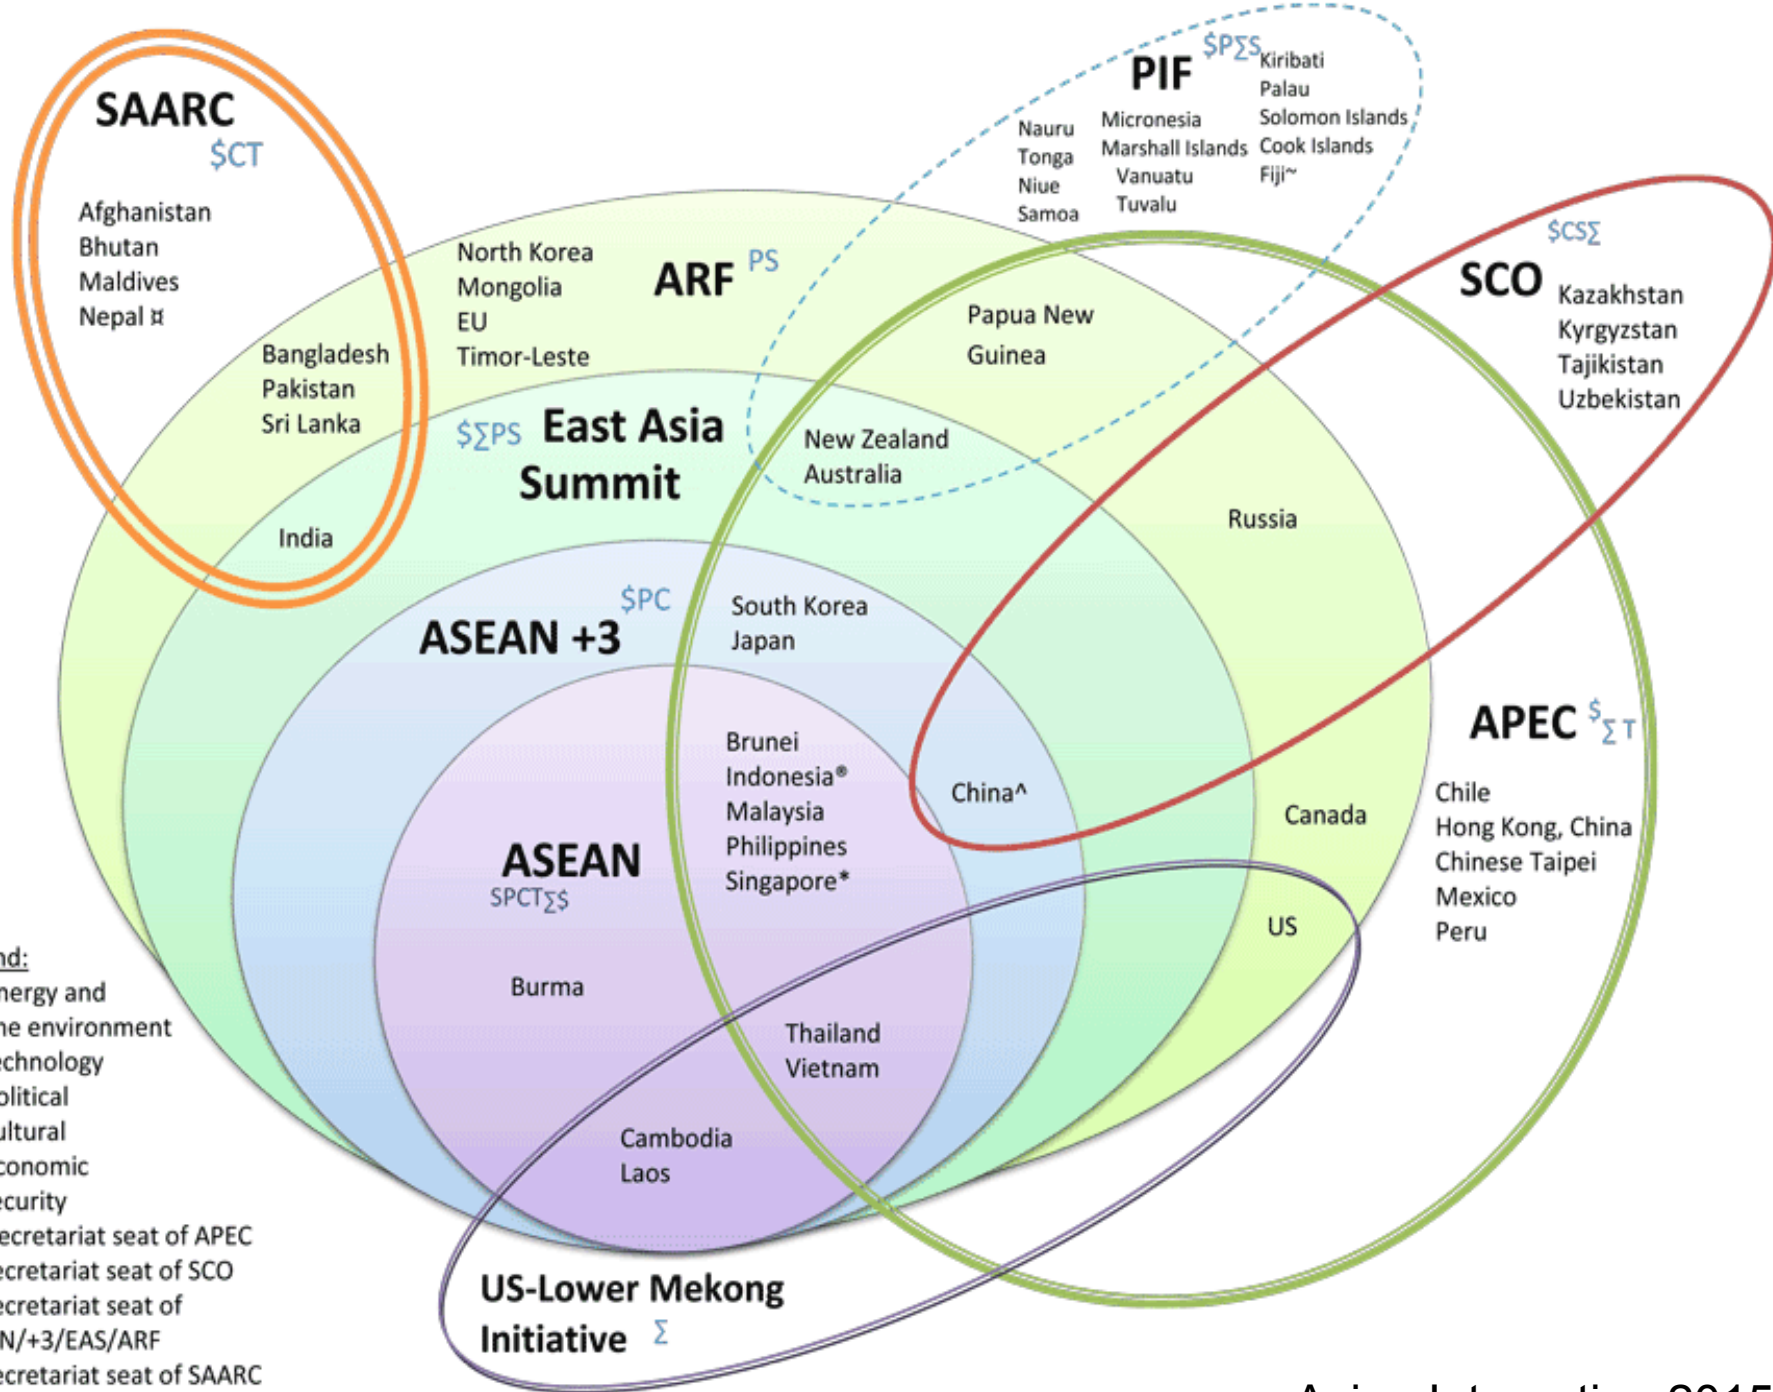 SAARC
$CT
Afghanistan
Bhutan
Maldives
Nepal ¤
Bangladesh
Pakistan
Sri Lanka
India
North Korea
Mongolia
EU
Timor-Leste
ARF PS
$∑PS East Asia
Summit
$PC
ASEAN +3
South Korea
Japan
ASEAN
SPCT∑$
Burma
Brunei
Indonesia®
Malaysia
Philippines
Singapore*
Thailand
Vietnam
Cambodia
Laos
US-Lower Mekong
Initiative ∑
PIF $P∑S
Nauru
Tonga
Niue
Samoa
Micronesia
Marshall Islands
Vanuatu
Tuvalu
Kiribati
Palau
Solomon Islands
Cook Islands
Fiji~
Papua New
Guinea
New Zealand
Australia
$CS∑
SCO
Kazakhstan
Kyrgyzstan
Tajikistan
Uzbekistan
Russia
China^
Canada
US
APEC $∑T
Chile
Hong Kong, China
Chinese Taipei
Mexico
Peru
nd:
nergy and
ne environment
echnology
olitical
ultural
conomic
ecurity
ecretariat seat of APEC
ecretariat seat of SCO
ecretariat seat of
N/+3/EAS/ARF
ecretariat seat of SAARC